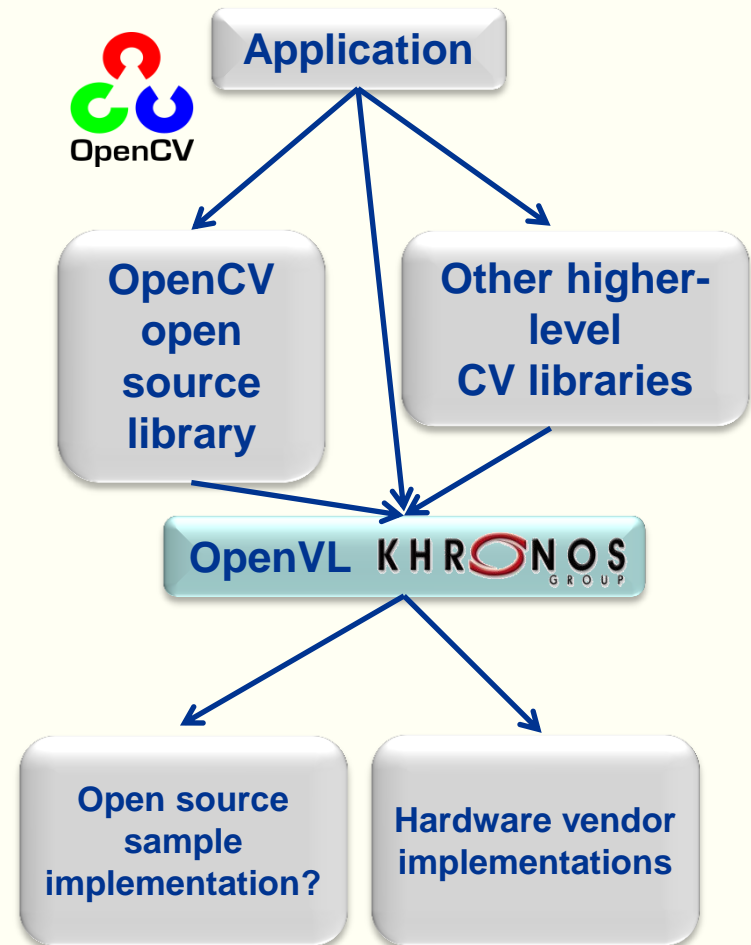 Application
OpenCV
OpenCV
open
source
library
Other higher-
level
CV libraries
OpenVL KHRONOS
GROUP
Open source
sample
implementation?
Hardware vendor
implementations